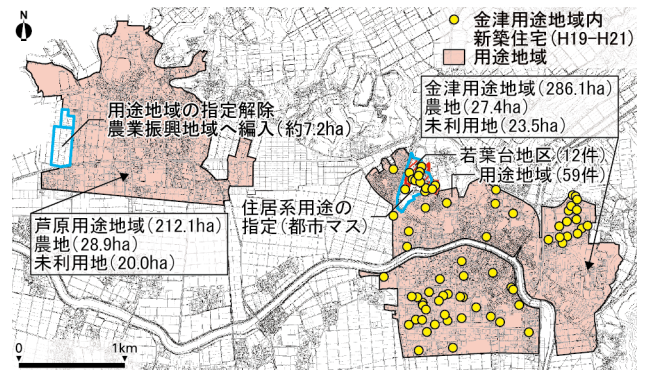 N
金津用途地域内
新築住宅(H19-H21)
用途地域
金津用途地域(286.1ha)
農地(27.4ha)
未利用地(23.5ha)
用途地域の指定解除
農業振興地域へ編入(約7.2ha)
若葉台地区(12件)
用途地域(59件)
住居系用途の
指定(都市マス)
芦原用途地域(212.1ha)
農地(28.9ha)
未利用地(20.0ha)
0 1km